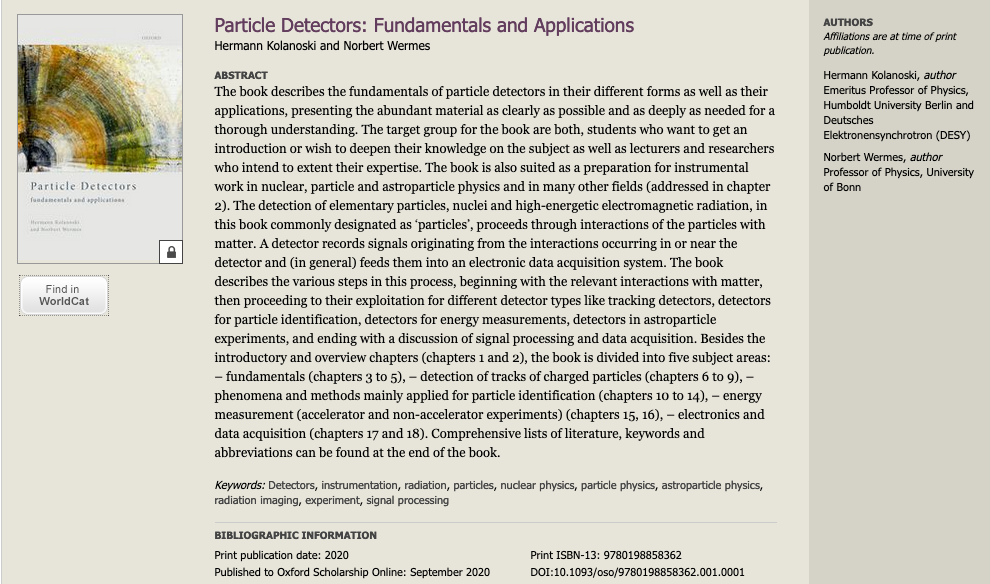 OXFORD
Particle Detectors
fundamentals and applications
Hermann Kolanoski
and Norbert Wermes
Find in
WorldCat
Particle Detectors: Fundamentals and Applications
Hermann Kolanoski and Norbert Wermes
ABSTRACT
The book describes the fundamentals of particle detectors in their different forms as well as their
applications, presenting the abundant material as clearly as possible and as deeply as needed for a
thorough understanding. The target group for the book are both, students who want to get an
introduction or wish to deepen their knowledge on the subject as well as lecturers and researchers
who intend to extent their expertise. The book is also suited as a preparation for instrumental
work in nuclear, particle and astroparticle physics and in many other fields (addressed in chapter
2). The detection of elementary particles, nuclei and high-energetic electromagnetic radiation, in
this book commonly designated as ‘particles’, proceeds through interactions of the particles with
matter. A detector records signals originating from the interactions occurring in or near the
detector and (in general) feeds them into an electronic data acquisition system. The book
describes the various steps in this process, beginning with the relevant interactions with matter,
then proceeding to their exploitation for different detector types like tracking detectors, detectors
for particle identification, detectors for energy measurements, detectors in astroparticle
experiments, and ending with a discussion of signal processing and data acquisition. Besides the
introductory and overview chapters (chapters 1 and 2), the book is divided into five subject areas:
– fundamentals (chapters 3 to 5), – detection of tracks of charged particles (chapters 6 to 9), –
phenomena and methods mainly applied for particle identification (chapters 10 to 14), – energy
measurement (accelerator and non-accelerator experiments) (chapters 15, 16), – electronics and
data acquisition (chapters 17 and 18). Comprehensive lists of literature, keywords and
abbreviations can be found at the end of the book.
Keywords: Detectors, instrumentation, radiation, particles, nuclear physics, particle physics, astroparticle physics,
radiation imaging, experiment, signal processing
BIBLIOGRAPHIC INFORMATION
Print publication date: 2020
Print ISBN-13: 9780198858362
Published to Oxford Scholarship Online: September 2020
DOI:10.1093/oso/9780198858362.001.0001
AUTHORS
Affiliations are at time of print
publication.
Hermann Kolanoski, author
Emeritus Professor of Physics,
Humboldt University Berlin and
Deutsches
Elektronensynchrotron (DESY)
Norbert Wermes, author
Professor of Physics, University
of Bonn